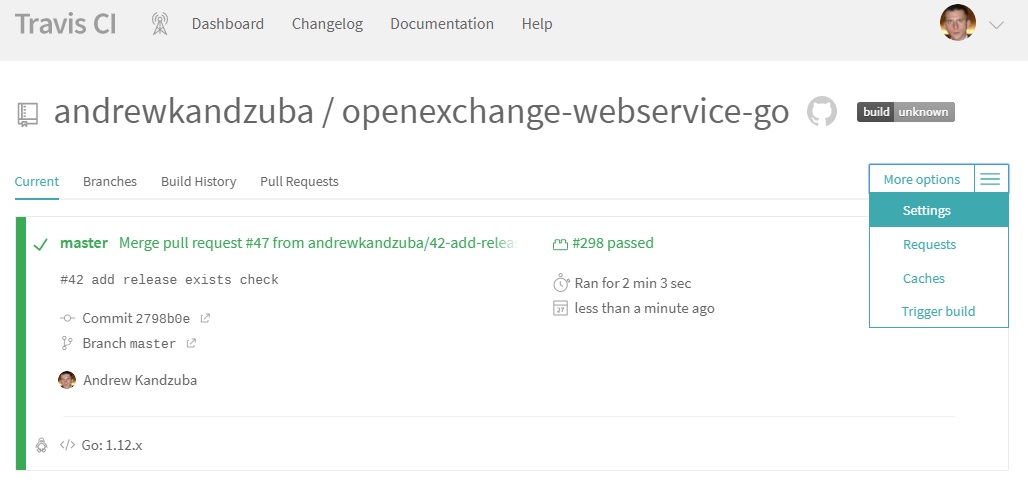 Travis CI Dashboard Changelog Documentation Help
andrewkandzuba / openexchange-webservice-go build unknown
Current Branches Build History Pull Requests More options
Settings
Requests
Caches
Trigger build
master Merge pull request #47 from andrewkandzuba/42-add-relea
#42 add release exists check
Commit 2798b0e
Branch master
Andrew Kandzuba
#298 passed
Ran for 2 min 3 sec
27
less than a minute ago
</> Go: 1.12.x